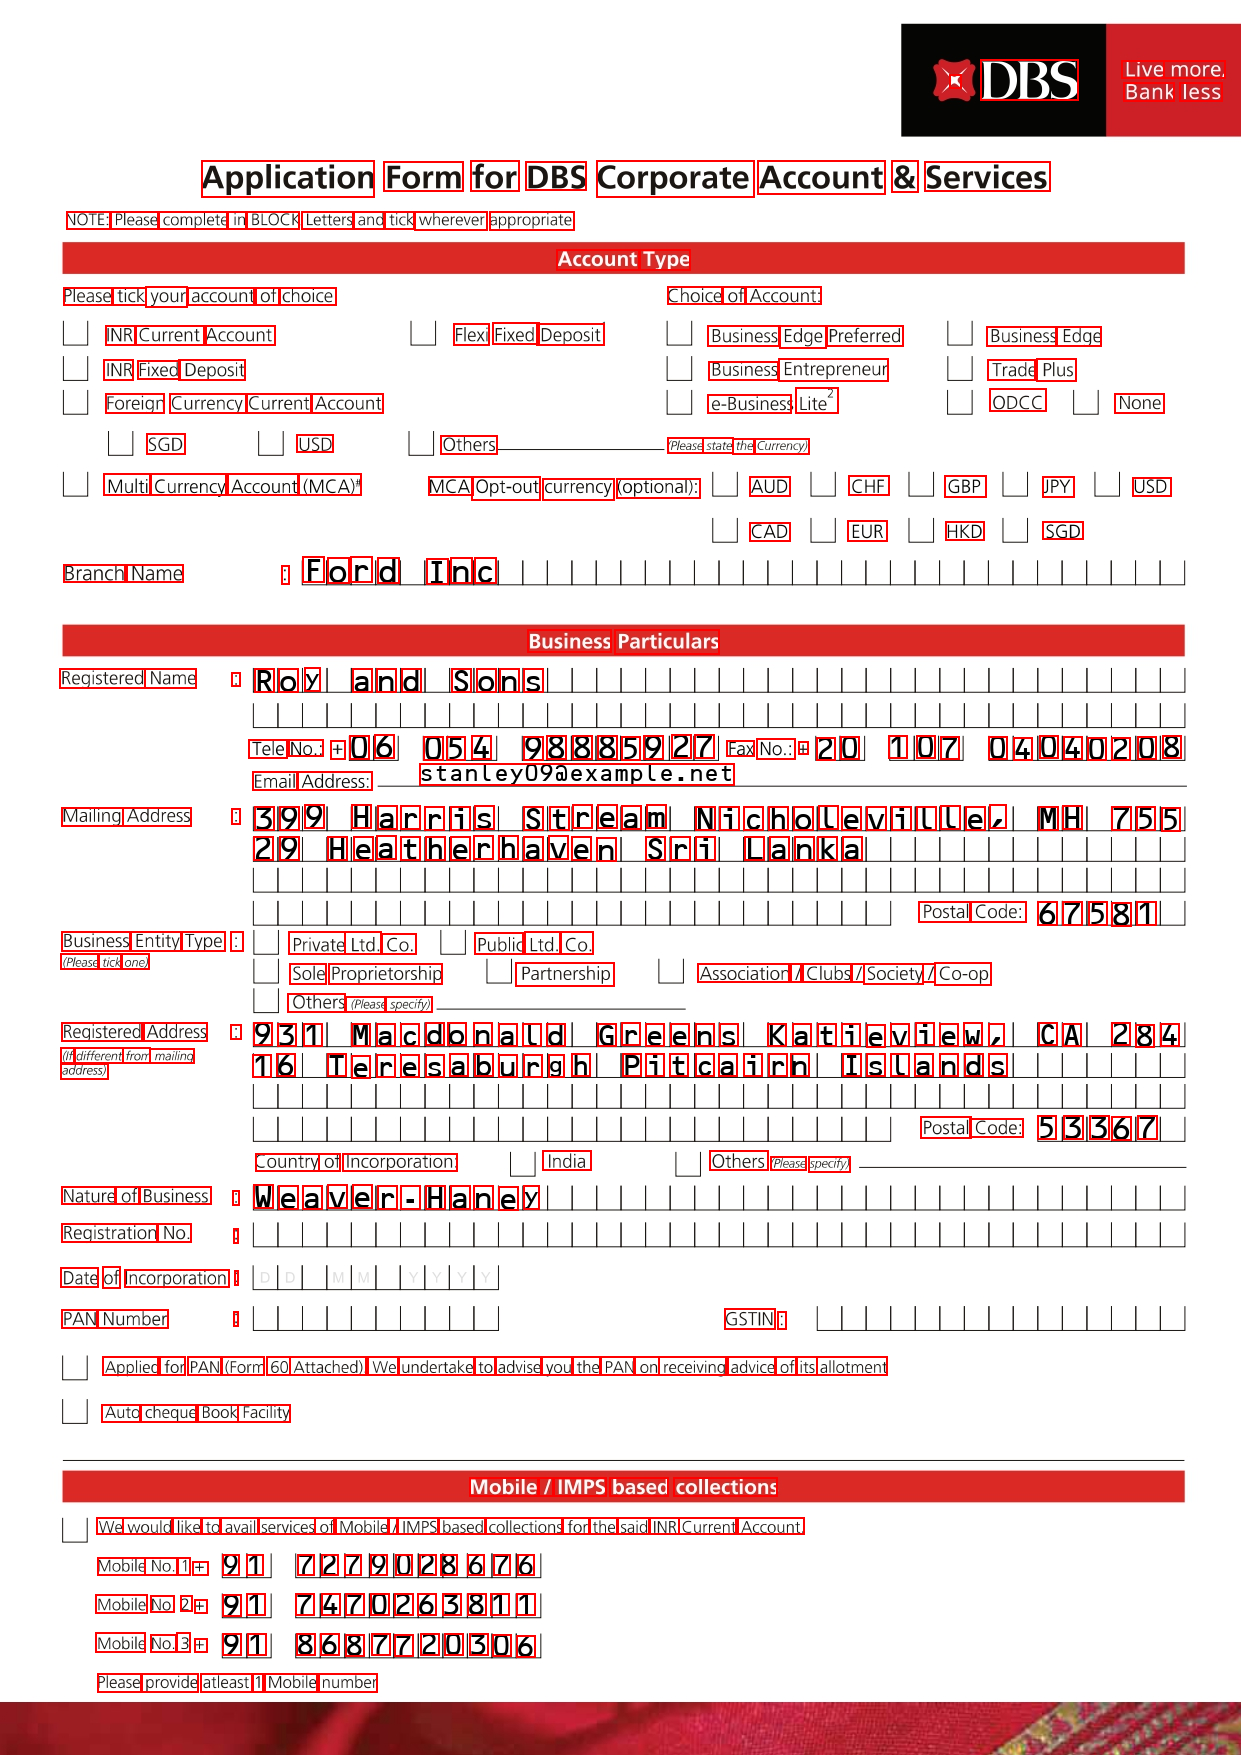 DBS
Live more,
Bank less
Application Form for DBS Corporate Account & Services
NOTE: Please complete in BLOCK Letters and tick wherever appropriate
Account Type
Please tick your account of choice Choice of Account:
INR Current Account Flexi Fixed Deposit Business Edge Preferred Business Edge
INR Fixed Deposit Business Entrepreneur Trade Plus
Foreign Currency Current Account e-Business Lite2 ODCC None
SGD USD Others (Please state the Currency)
Multi Currency Account (MCA)# MCA Opt-out currency (optional): AUD CHF GBP JPY USD
CAD EUR HKD SGD
Branch Name : Ford Inc
Business Particulars
Registered Name : Roy and Sons
Tele No.: + 06 054 98885927 Fax No.: + 20 107 04040208
Email Address: stanley09@example.net
Mailing Address : 399 Harris Stream Nicholeville, MH 755
29 Heatherhaven Sri Lanka
Postal Code: 67581
Business Entity Type : Private Ltd. Co. Public Ltd. Co.
(Please tick one)
Sole Proprietorship Partnership Association / Clubs / Society / Co-op
Others (Please specify)
Registered Address : 931 Macdonald Greens Katieview, CA 284
(If different from mailing address) 16 Teresaburgh Pitcairn Islands
Postal Code: 53367
Country of Incorporation: India Others (Please specify)
Nature of Business : Weaver-Haney
Registration No. :
Date of Incorporation : D D M M Y Y Y Y
PAN Number : GSTIN :
Applied for PAN (Form 60 Attached). We undertake to advise you the PAN on receiving advice of its allotment
Auto cheque Book Facility
Mobile / IMPS based collections
We would like to avail services of Mobile / IMPS based collections for the said INR Current Account.
Mobile No. 1 + 91 7279028676
Mobile No. 2 + 91 7470263811
Mobile No. 3 + 91 8687720306
Please provide atleast 1 Mobile number